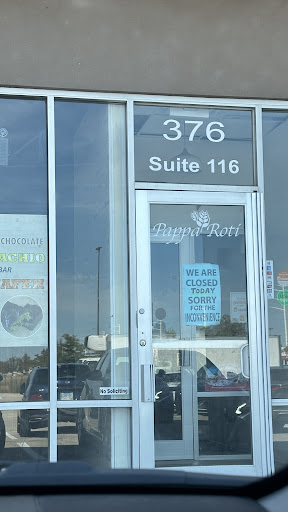 376
Suite 116
Pappa Roti
WE ARE
CLOSED
TODAY
SORRY
FOR THE
INCONVENIENCE
CHOCOLATE
BAR
No Soliciting